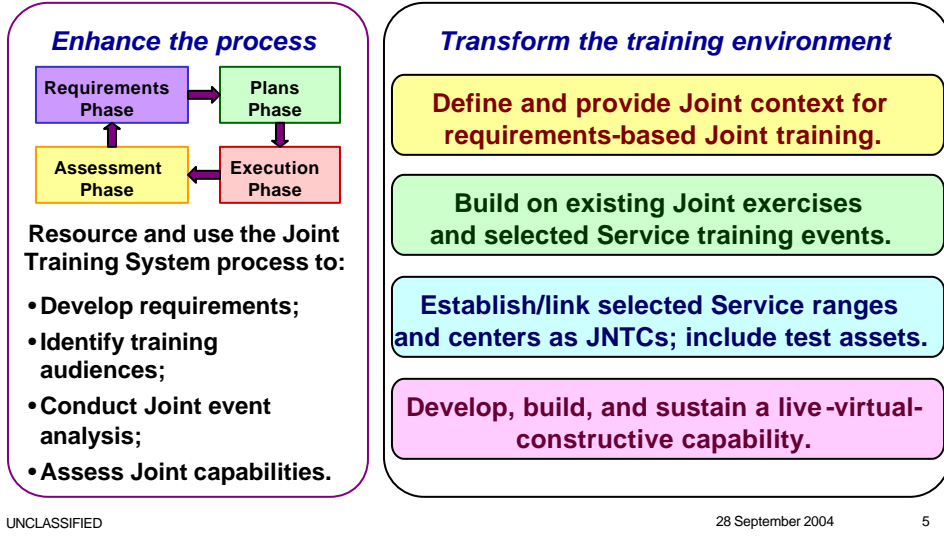 Enhance the process
Requirements
Phase
Plans
Phase
Assessment
Phase
Execution
Phase
Resource and use the Joint
Training System process to:
•Develop requirements;
•Identify training
audiences;
•Conduct Joint event
analysis;
•Assess Joint capabilities.
Transform the training environment
Define and provide Joint context for
requirements-based Joint training.
Build on existing Joint exercises
and selected Service training events.
Establish/link selected Service ranges
and centers as JNTCs; include test assets.
Develop, build, and sustain a live-virtual-
constructive capability.
UNCLASSIFIED
28 September 2004
5